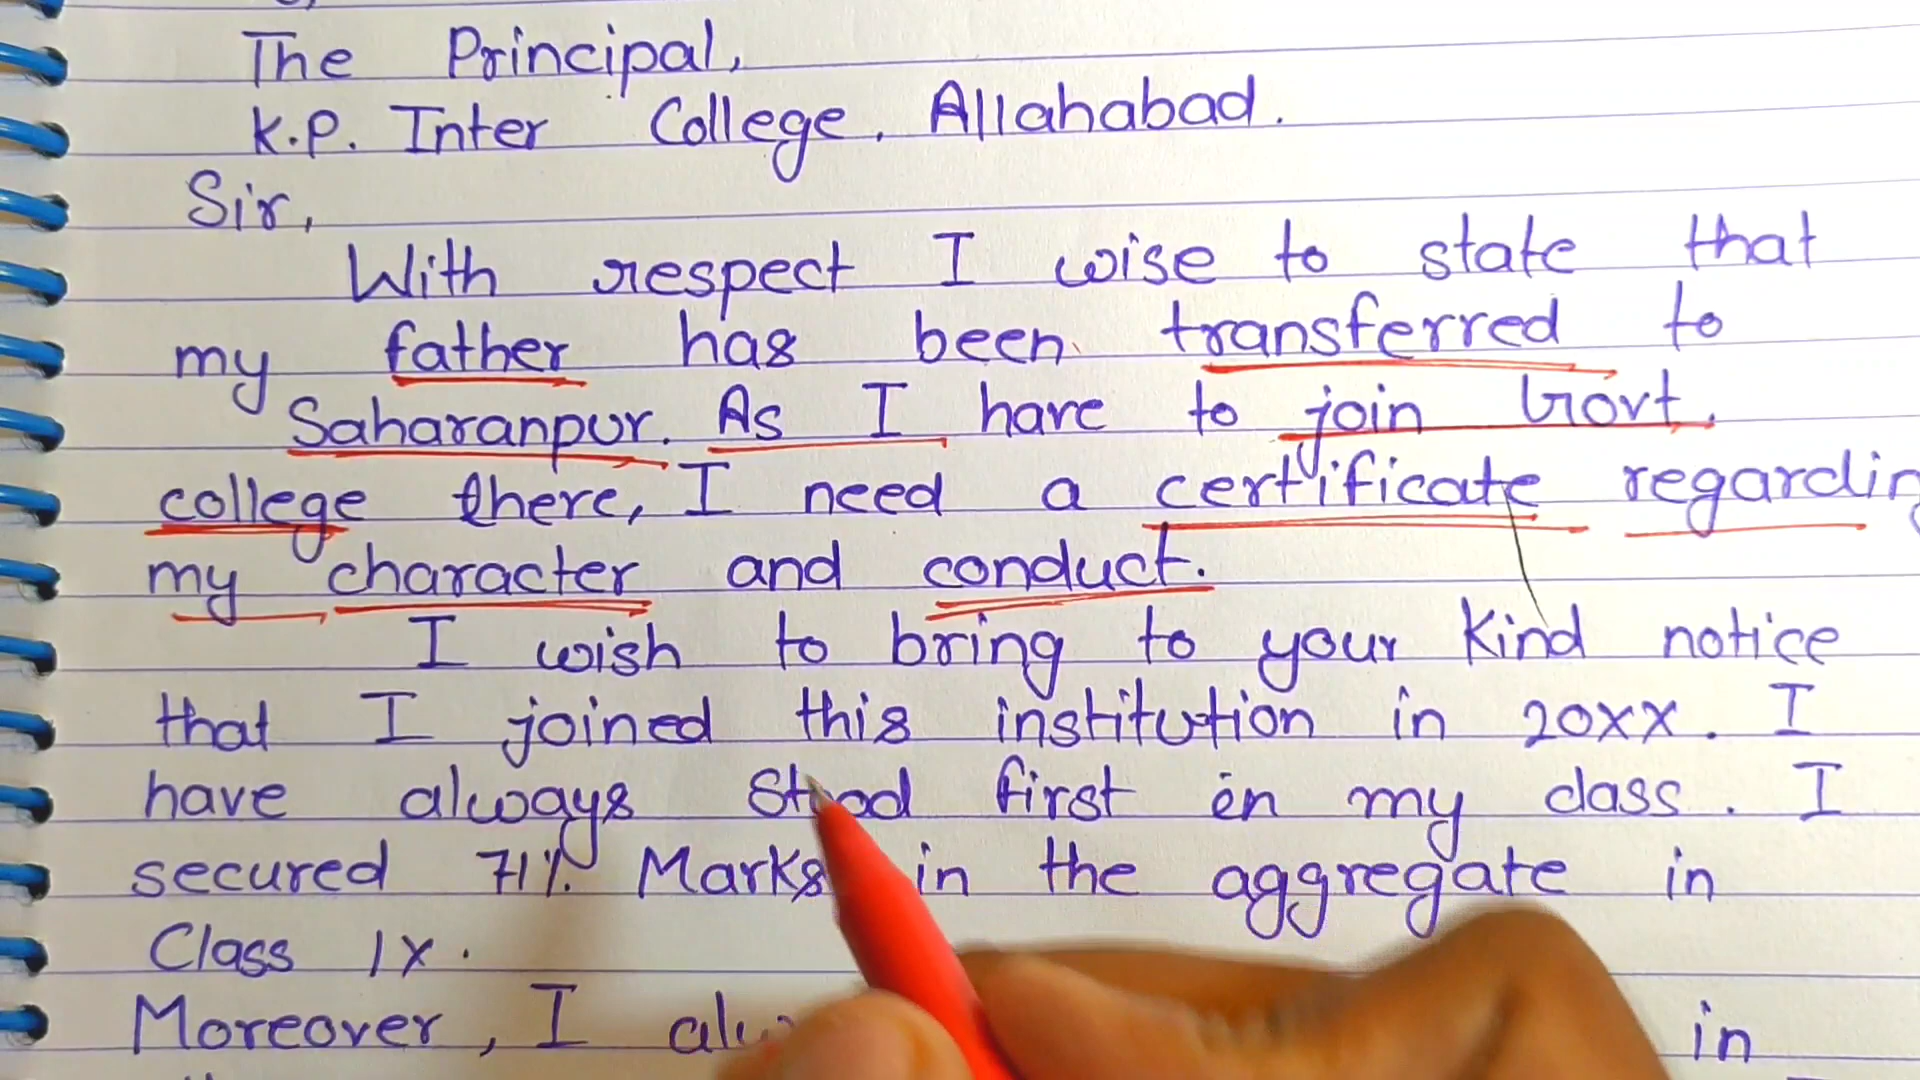 The Principal,
K.P. Inter College, Allahabad.
Sir,
With respect I wise to state that
my father has been transferred to
Saharanpur. As I have to join Govt.
college there, I need a certificate regardin
my character and conduct.
I wish to bring to your kind notice
that I joined this institution in 20XX. I
have always stood first in my class. I
secured 71% Marks in the aggregate in
Class IX.
Moreover, I in